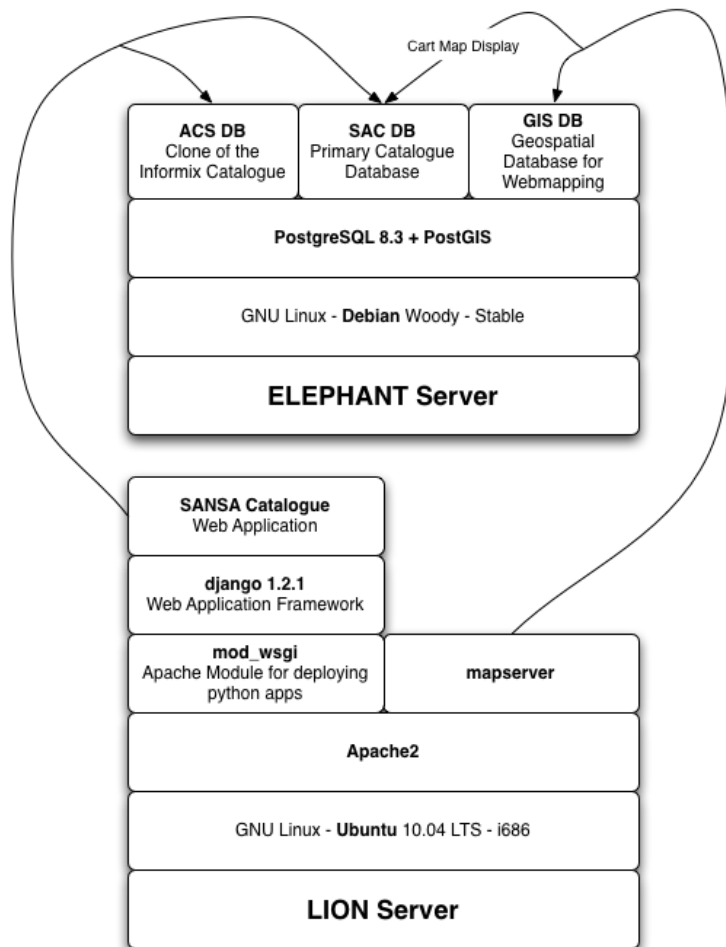 Cart Map Display
ACS DB
Clone of the
Informix Catalogue
SAC DB
Primary Catalogue
Database
GIS DB
Geospatial
Database for
Webmapping
PostgreSQL 8.3 + PostGIS
GNU Linux - Debian Woody - Stable
ELEPHANT Server
SANSA Catalogue
Web Application
django 1.2.1
Web Application Framework
mod_wsgi
Apache Module for deploying
python apps
mapserver
Apache2
GNU Linux - Ubuntu 10.04 LTS - i686
LION Server